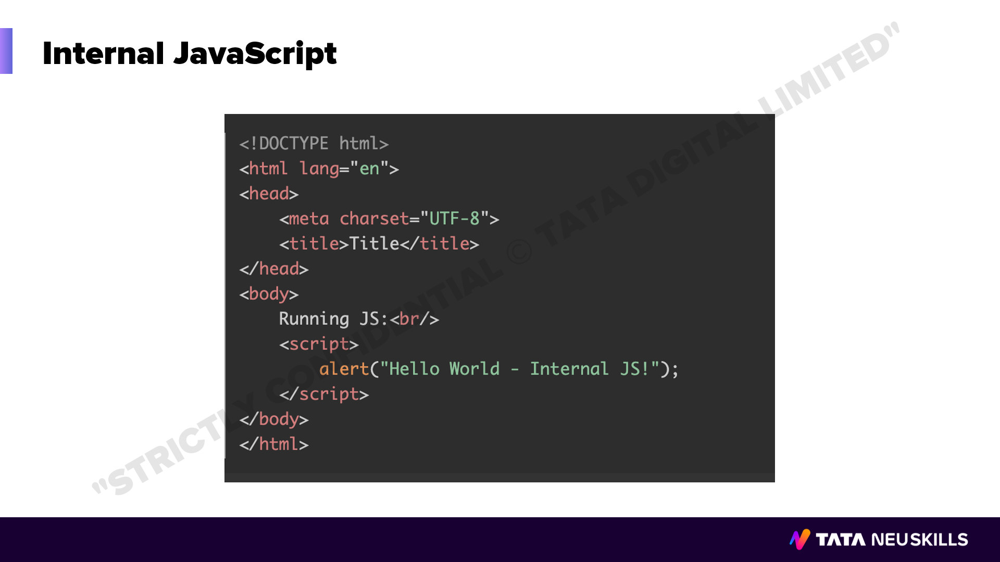 Internal JavaScript
<!DOCTYPE html>
<html lang="en">
<head>
    <meta charset="UTF-8">
    <title>Title</title>
</head>
<body>
    Running JS:<br/>
    <script>
        alert("Hello World - Internal JS!");
    </script>
</body>
</html>
"STRICTLY CONFIDENTIAL © TATA DIGITAL LIMITED”
TATA NEUSKILLS